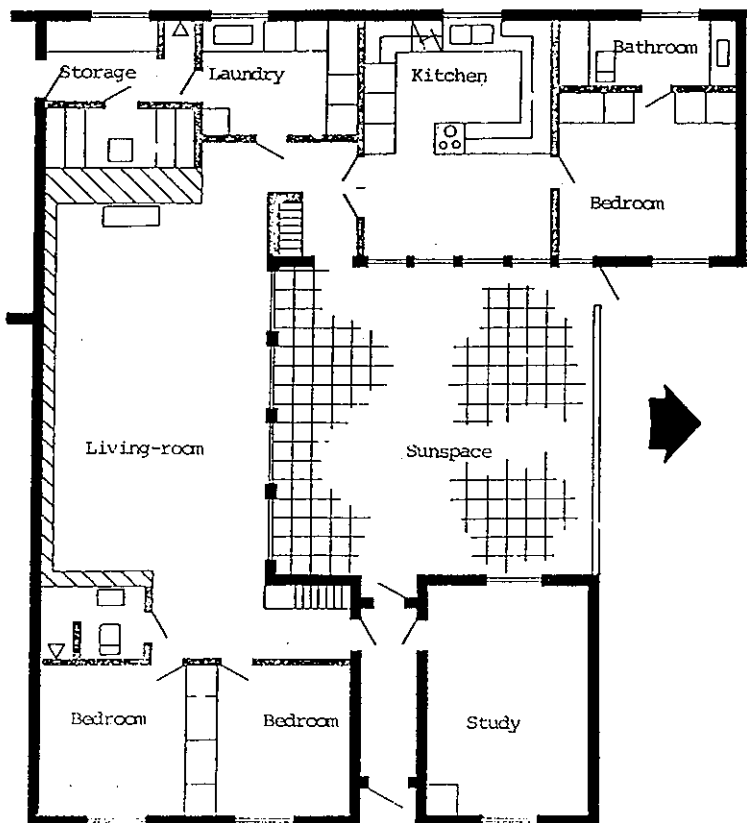 Storage
Laundry
Kitchen
Bathroom
Bedroom
Living-room
Sunspace
Bedroom
Bedroom
Study